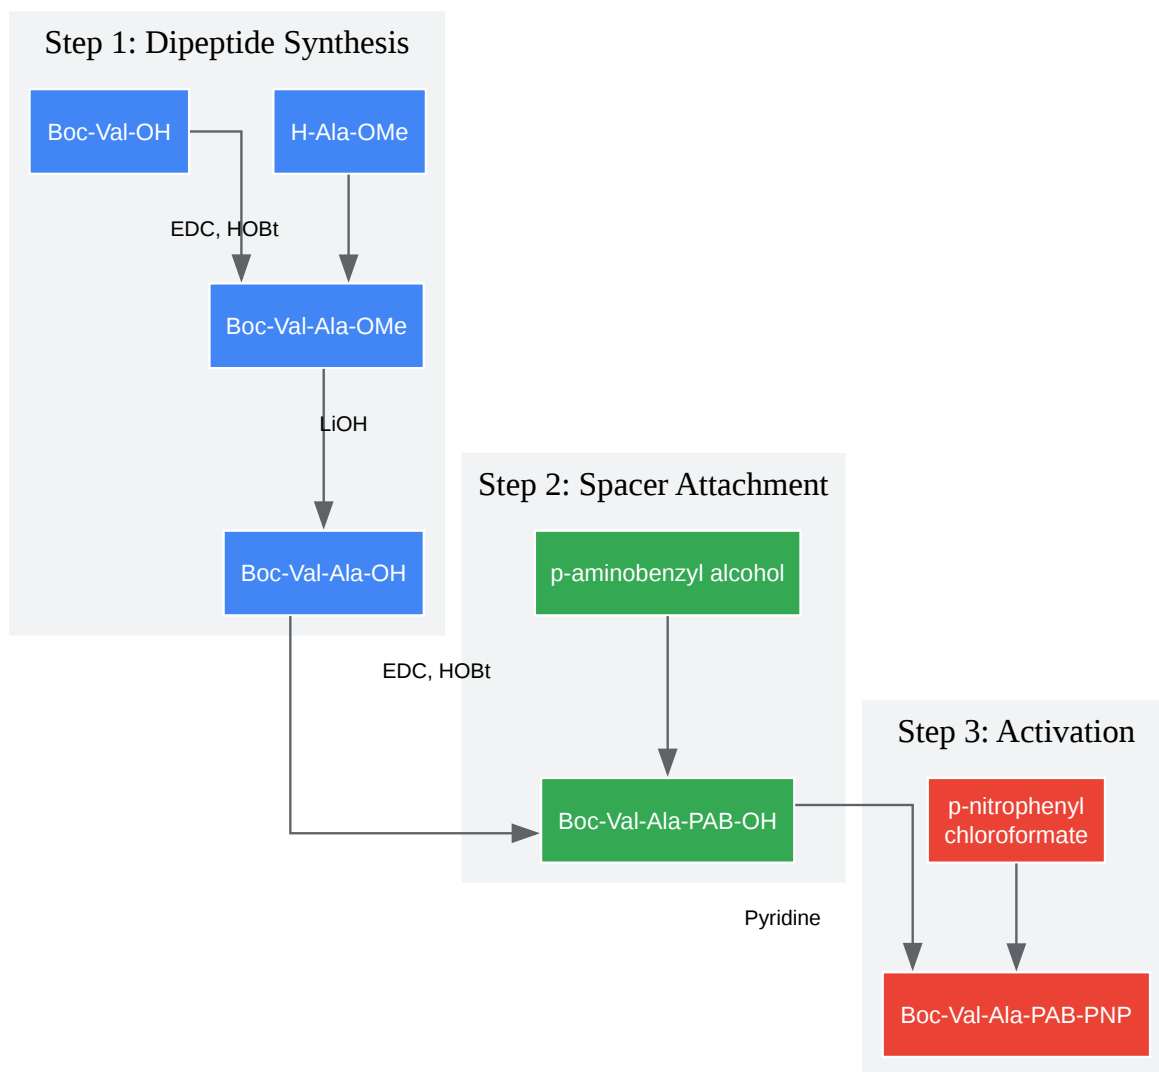 Step 1: Dipeptide Synthesis
Boc-Val-OH
H-Ala-OMe
EDC, HOBt
Boc-Val-Ala-OMe
LiOH
Boc-Val-Ala-OH
Step 2: Spacer Attachment
p-aminobenzyl alcohol
EDC, HOBt
Boc-Val-Ala-PAB-OH
Step 3: Activation
p-nitrophenyl
chloroformate
Pyridine
Boc-Val-Ala-PAB-PNP